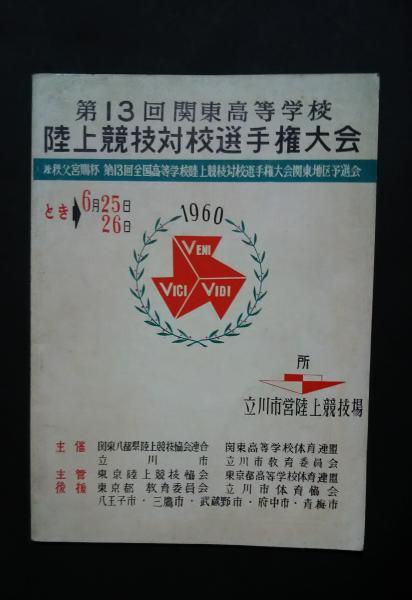 第13回関東高等学校
陸上競技対校選手権大会
兼秩父宮賜杯 第13回全国高等学校陸上競技対校選手権大会関東地区予選会
とき 6月25日
26日
1960
VENI
VICI VIDI
所
立川市営陸上競技場
主催 関東八都県陸上競技協会連合 関東高等学校体育連盟
立川市 立川市教育委員会
主管 東京陸上競技協会 東京都高等学校体育連盟
後援 東京都教育委員会 立川市体育協会
八王子市・三鷹市・武蔵野市・府中市・青梅市